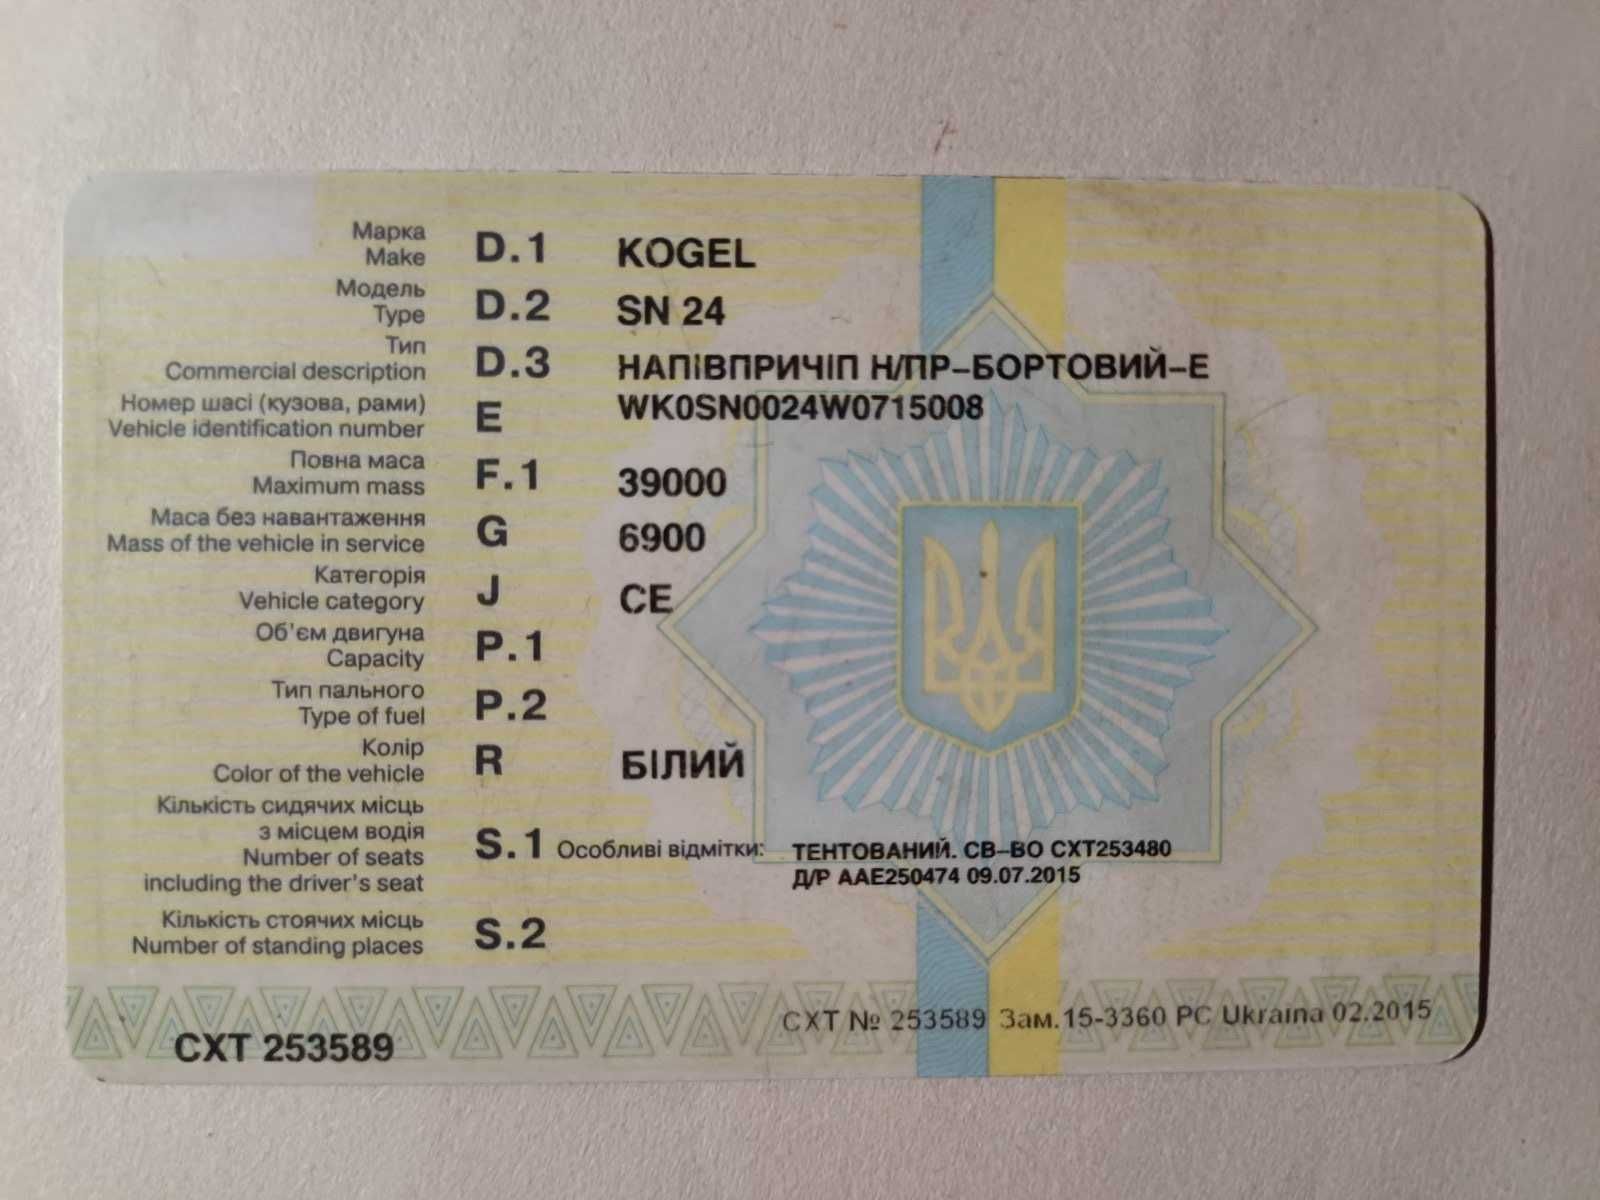 Марка
Make D.1 KOGEL
Модель
Type D.2 SN 24
Тип
Commercial description D.3 НАПІВПРИЧІП Н/ПР–БОРТОВИЙ–Е
Номер шасі (кузова, рами)
Vehicle identification number E WK0SN0024W0715008
Повна маса
Maximum mass F.1 39000
Маса без навантаження
Mass of the vehicle in service G 6900
Категорія
Vehicle category J CE
Об'єм двигуна
Capacity P.1
Тип пального
Type of fuel P.2
Колір
Color of the vehicle R БІЛИЙ
Кількість сидячих місць
з місцем водія
Number of seats
including the driver's seat S.1 Особливі відмітки: ТЕНТОВАНИЙ. СВ–ВО СХТ253480
Д/Р ААЕ250474 09.07.2015
Кількість стоячих місць
Number of standing places S.2
СХТ № 253589 Зам.15-3360 PC Ukraina 02.2015
СХТ 253589